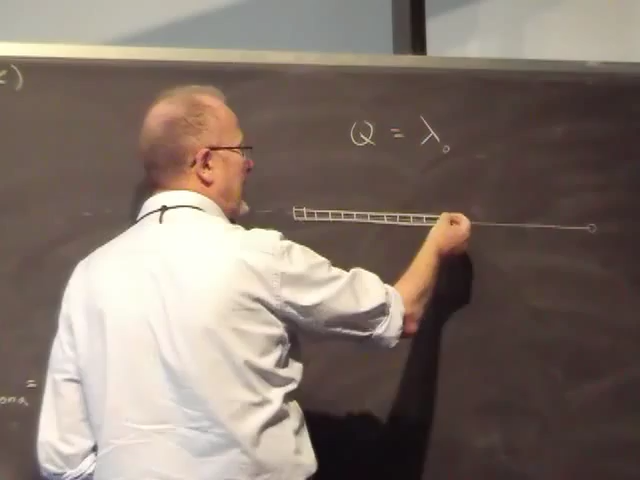 Q = λ₀
=